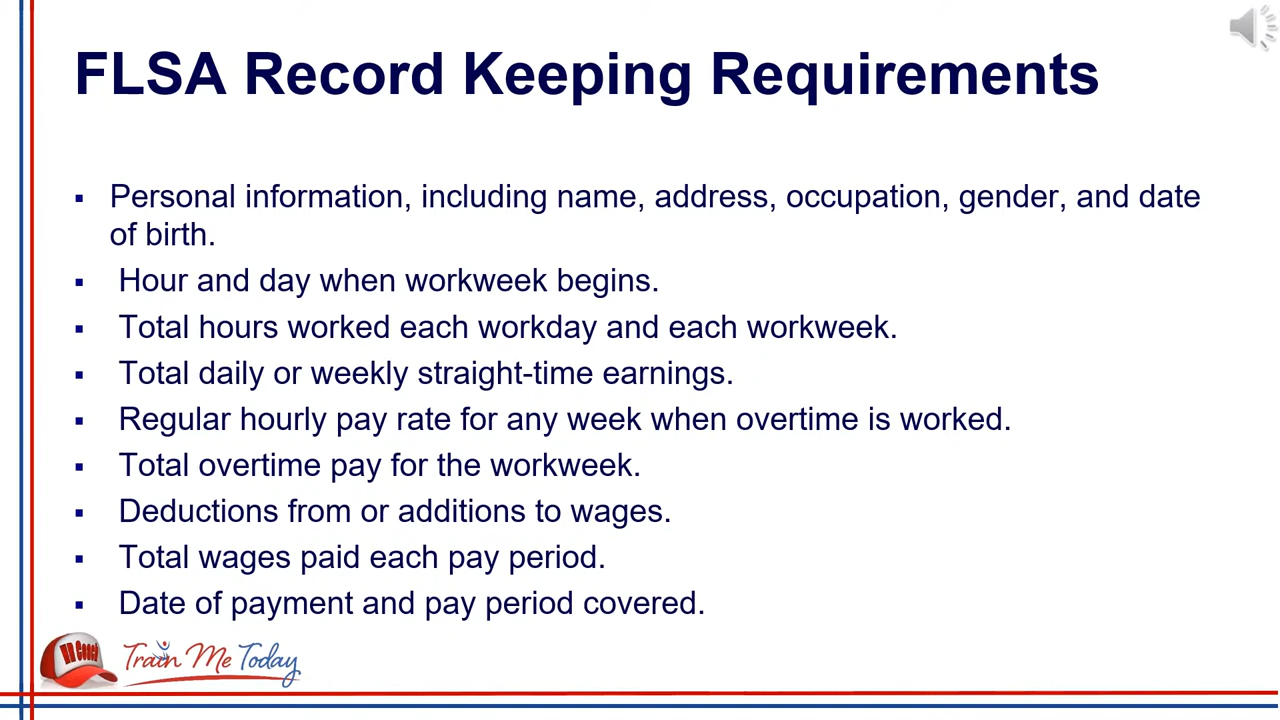 FLSA Record Keeping Requirements
▪ Personal information, including name, address, occupation, gender, and date
of birth.
▪ Hour and day when workweek begins.
▪ Total hours worked each workday and each workweek.
▪ Total daily or weekly straight-time earnings.
▪ Regular hourly pay rate for any week when overtime is worked.
▪ Total overtime pay for the workweek.
▪ Deductions from or additions to wages.
▪ Total wages paid each pay period.
▪ Date of payment and pay period covered.
HR Coach
Train Me Today